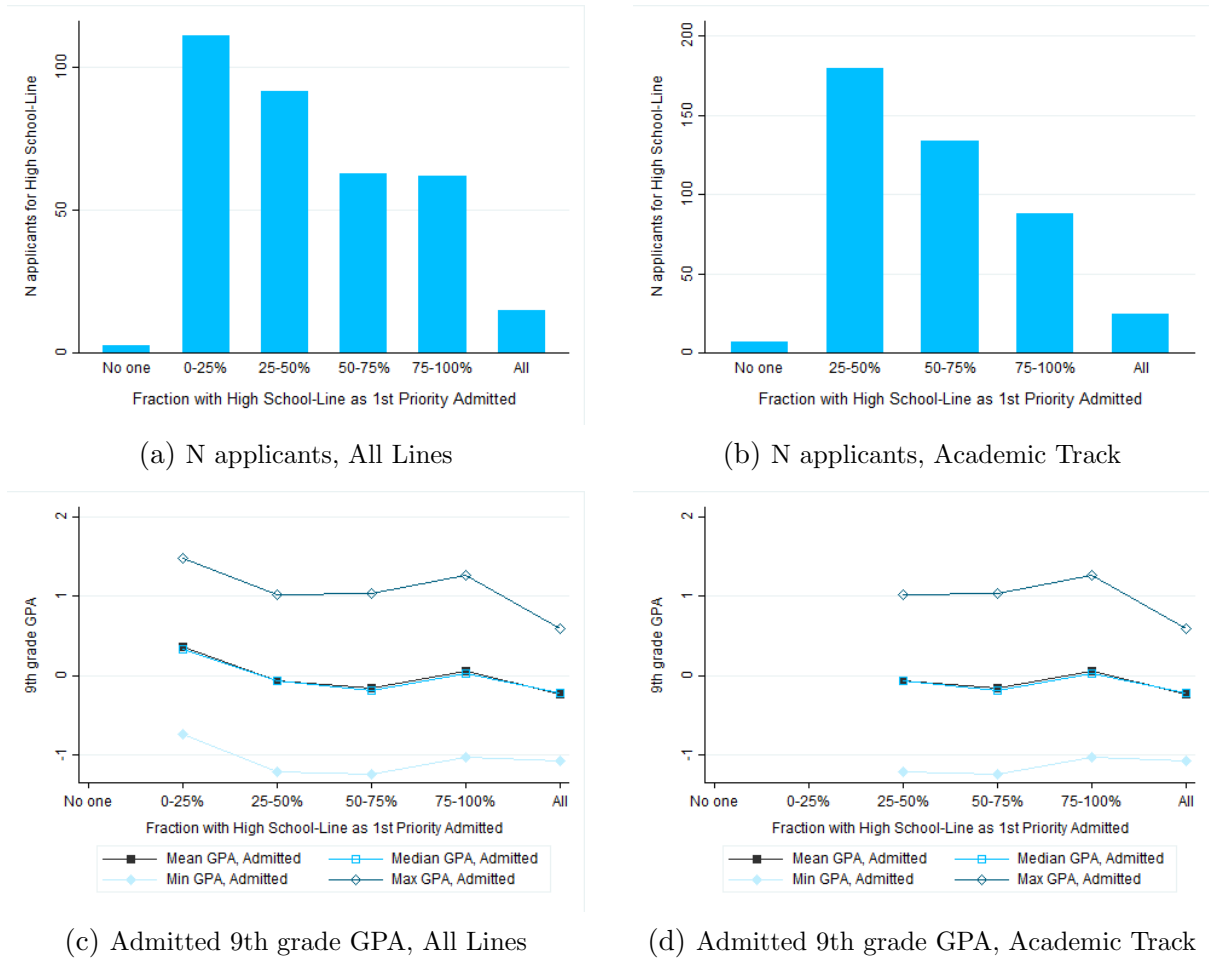 N applicants for High School-Line
100
50
0
No one 0-25% 25-50% 50-75% 75-100% All
Fraction with High School-Line as 1st Priority Admitted
(a) N applicants, All Lines
N applicants for High School-Line
200
150
100
50
0
No one 25-50% 50-75% 75-100% All
Fraction with High School-Line as 1st Priority Admitted
(b) N applicants, Academic Track
9th grade GPA
2
1
0
-1
No one 0-25% 25-50% 50-75% 75-100% All
Fraction with High School-Line as 1st Priority Admitted
Mean GPA, Admitted Median GPA, Admitted
Min GPA, Admitted Max GPA, Admitted
(c) Admitted 9th grade GPA, All Lines
9th grade GPA
2
1
0
-1
No one 0-25% 25-50% 50-75% 75-100% All
Fraction with High School-Line as 1st Priority Admitted
Mean GPA, Admitted Median GPA, Admitted
Min GPA, Admitted Max GPA, Admitted
(d) Admitted 9th grade GPA, Academic Track